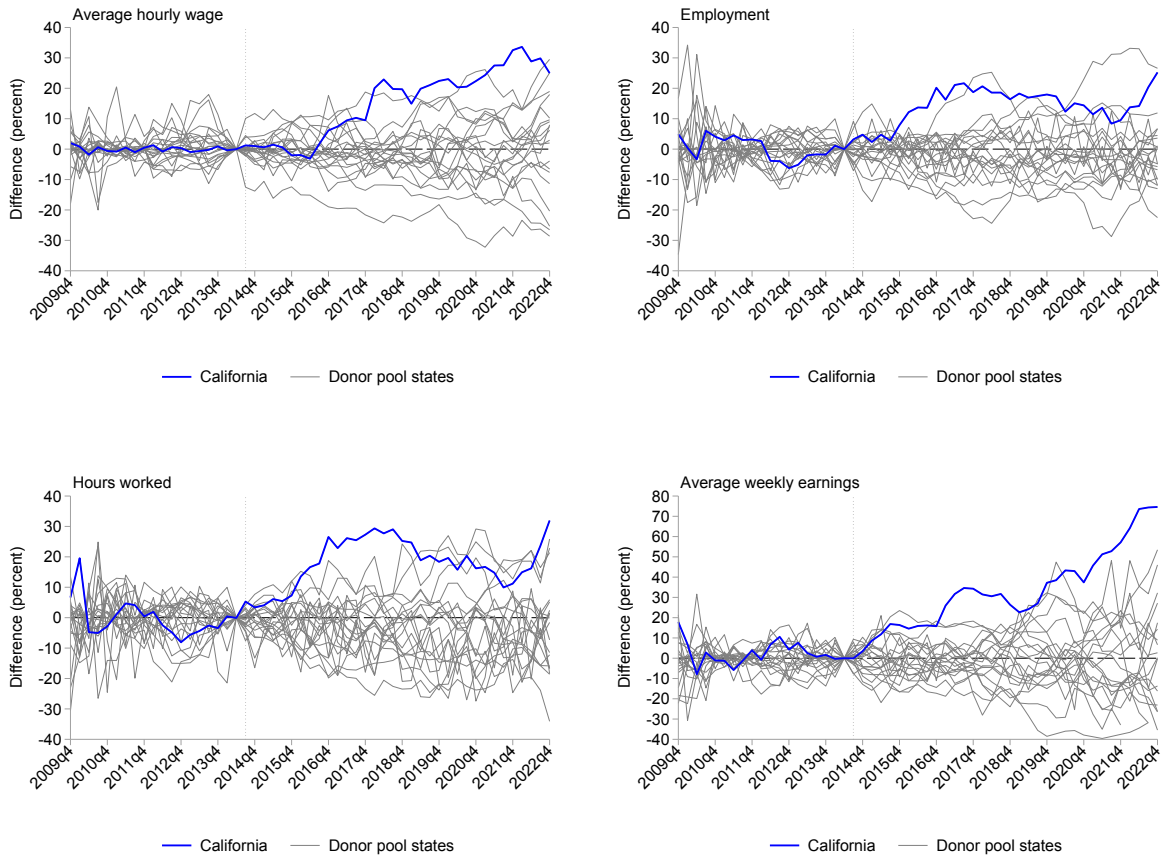 Average hourly wage
Difference (percent)
40
30
20
10
0
-10
-20
-30
-40
2009q4
2010q4
2011q4
2012q4
2013q4
2014q4
2015q4
2016q4
2017q4
2018q4
2019q4
2020q4
2021q4
2022q4
California
Donor pool states
Employment
Difference (percent)
40
30
20
10
0
-10
-20
-30
-40
2009q4
2010q4
2011q4
2012q4
2013q4
2014q4
2015q4
2016q4
2017q4
2018q4
2019q4
2020q4
2021q4
2022q4
California
Donor pool states
Hours worked
Difference (percent)
40
30
20
10
0
-10
-20
-30
-40
2009q4
2010q4
2011q4
2012q4
2013q4
2014q4
2015q4
2016q4
2017q4
2018q4
2019q4
2020q4
2021q4
2022q4
California
Donor pool states
Average weekly earnings
Difference (percent)
80
70
60
50
40
30
20
10
0
-10
-20
-30
-40
2009q4
2010q4
2011q4
2012q4
2013q4
2014q4
2015q4
2016q4
2017q4
2018q4
2019q4
2020q4
2021q4
2022q4
California
Donor pool states